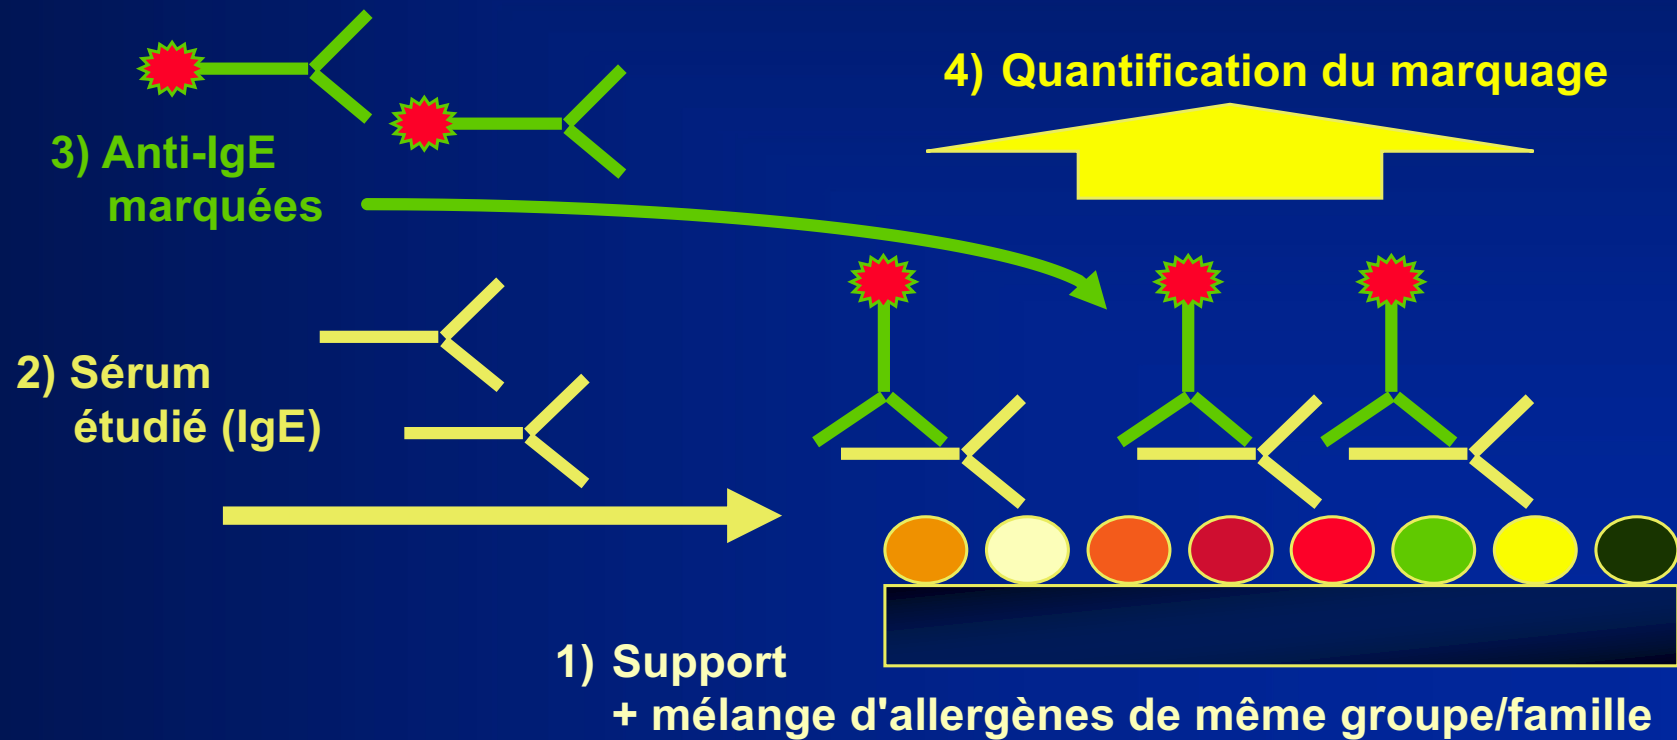 4) Quantification du marquage
3) Anti-IgE
marquées
2) Sérum
étudié (IgE)
1) Support
+ mélange d'allergènes de même groupe/famille